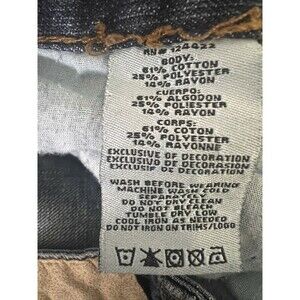 RN# 124422
BODY:
61% COTTON
25% POLYESTER
14% RAYON
CUERPO:
61% ALGODON
25% POLIESTER
14% RAYON
CORPS:
61% COTON
25% POLYESTER
14% RAYONNE
EXCLUSIVE OF DECORATION
EXCLUSIVO DE DECORACION
EXCLUSIF DE DECORATION
WASH BEFORE WEARING
MACHINE WASH COLD
SEPARATELY
DO NOT DRY CLEAN
DO NOT BLEACH
TUMBLE DRY LOW
COOL IRON AS NEEDED
DO NOT IRON ON TRIMS/LOGO